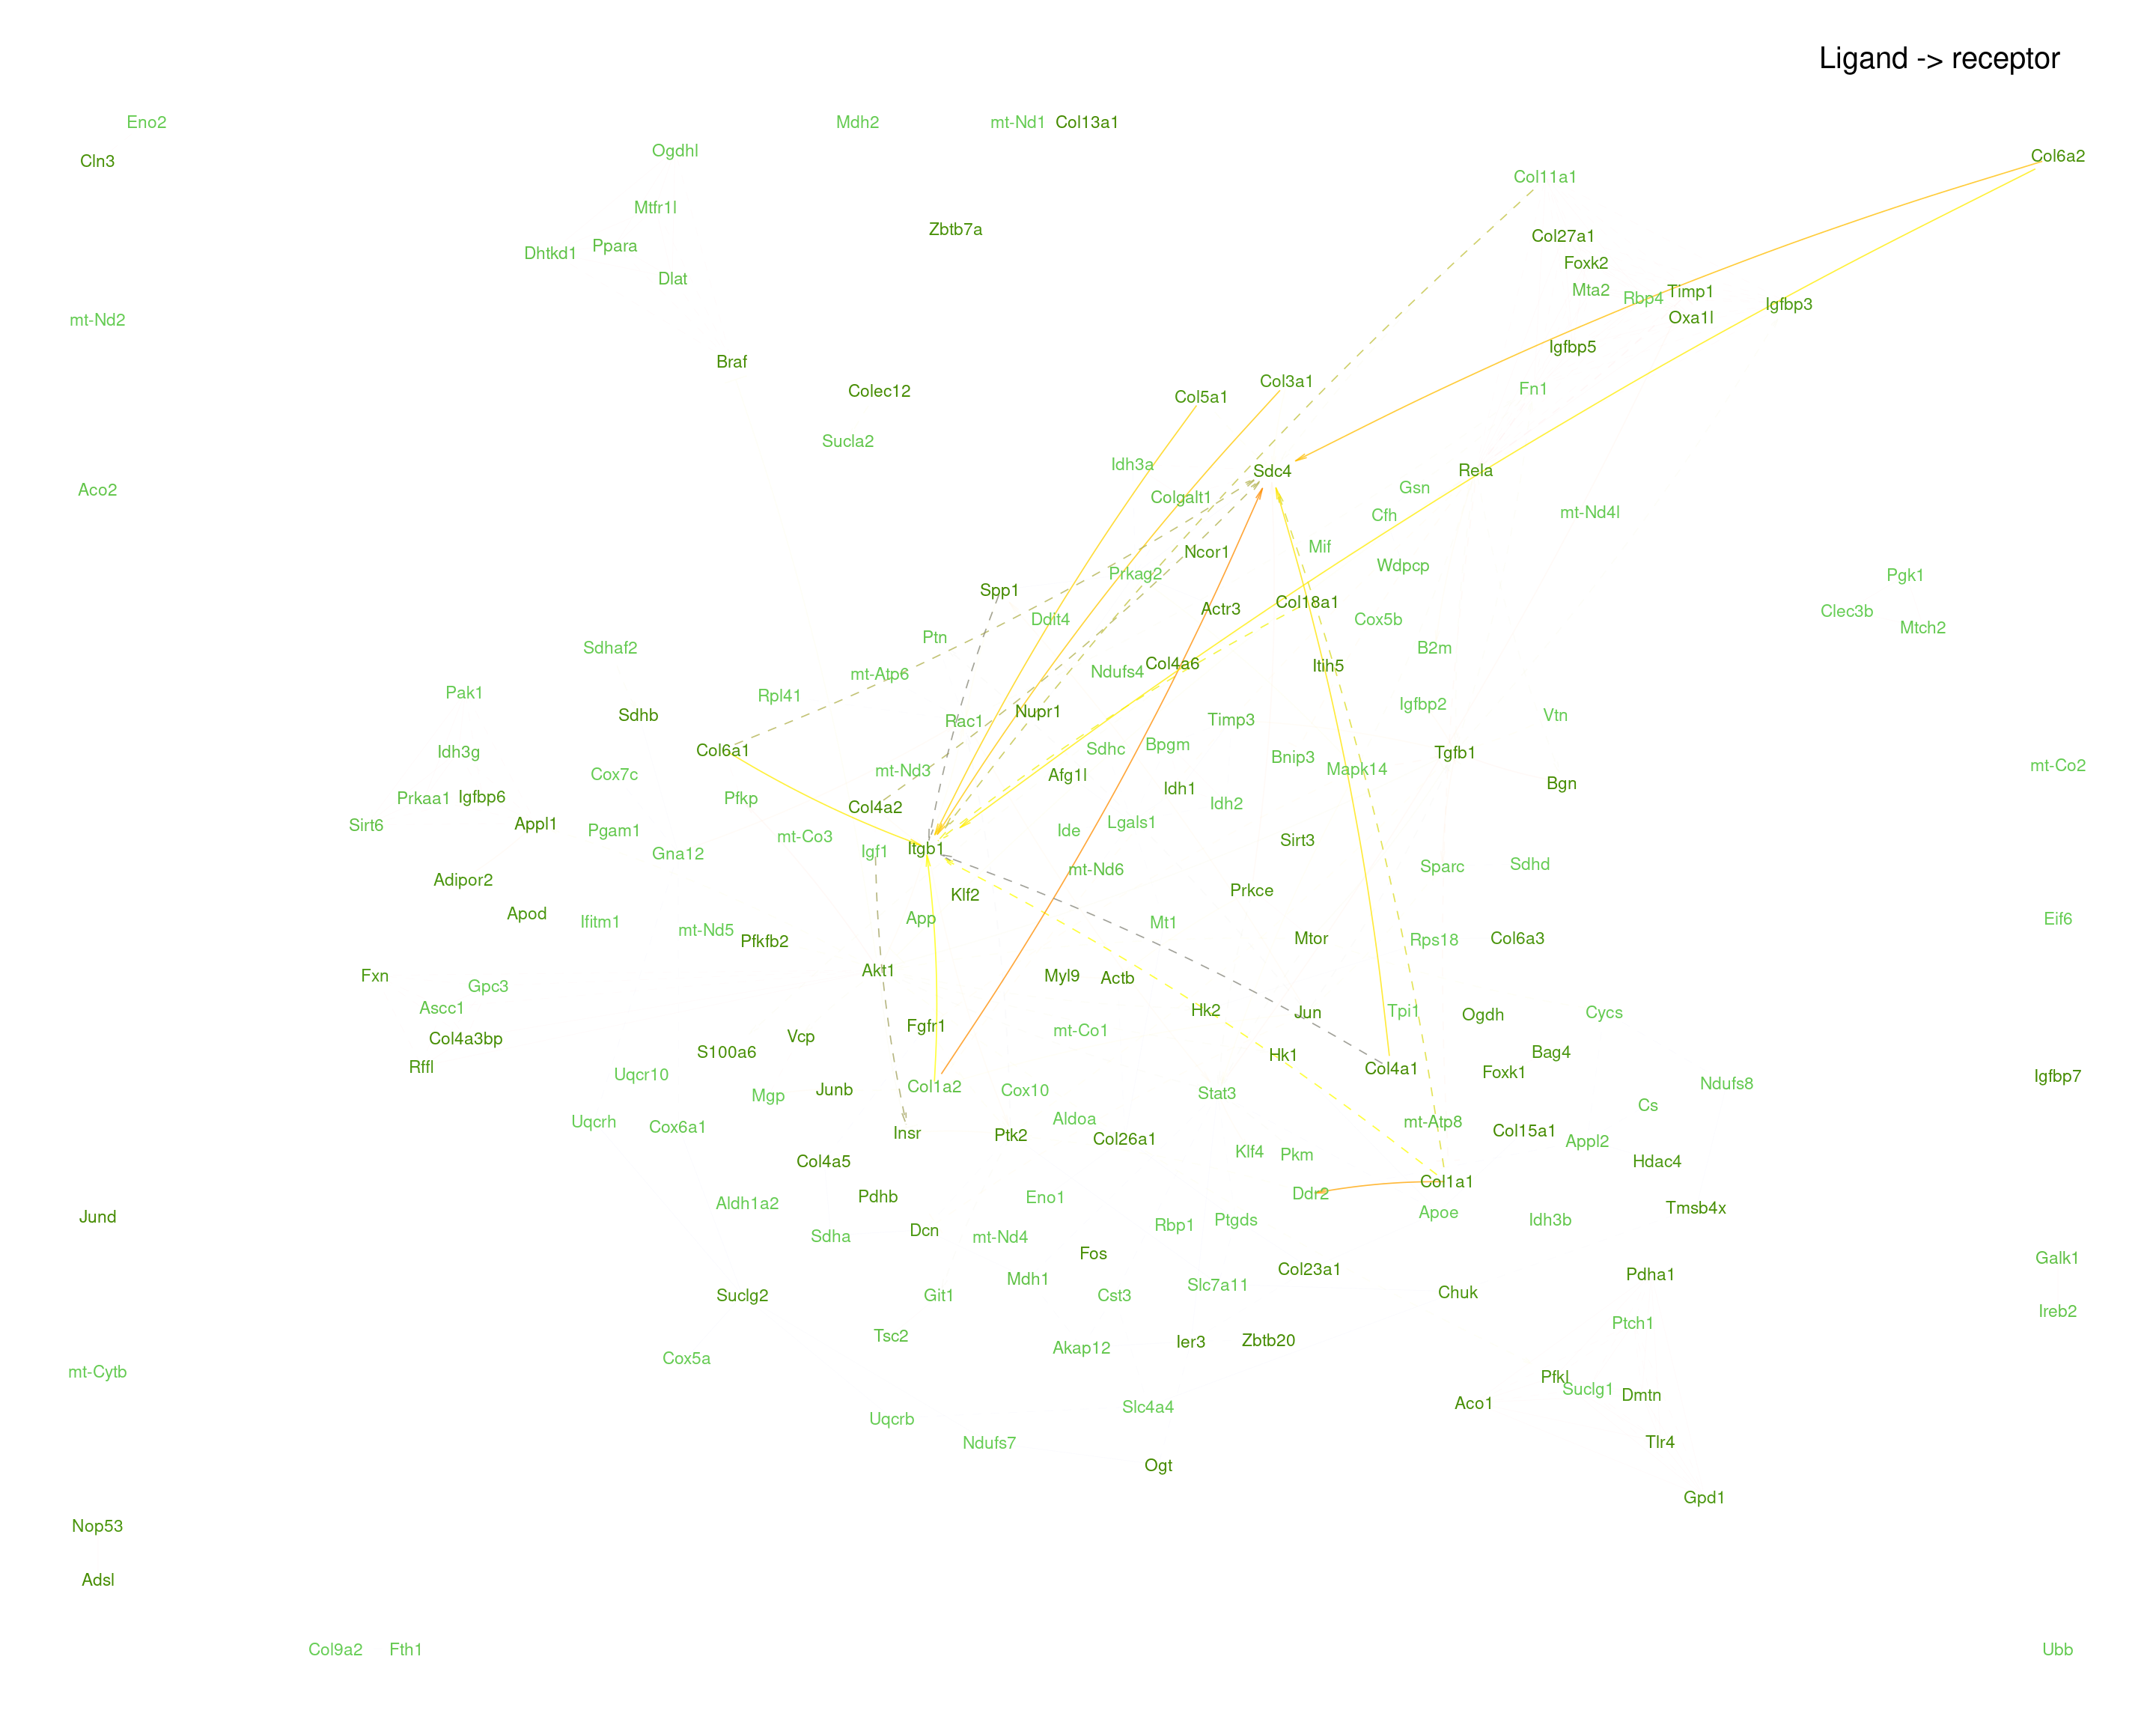 Ligand -> receptor
Eno2
Mdh2
mt-Nd1
Col13a1
Ogdhl
Cln3
Col6a2
Col11a1
Mtfr1l
Zbtb7a
Col27a1
Ppara
Dhtkd1
Foxk2
Dlat
Mta2
Rbp4
Timp1
Igfbp3
mt-Nd2
Oxa1l
Igfbp5
Braf
Colec12
Col3a1
Fn1
Col5a1
Sucla2
Idh3a
Sdc4
Rela
Aco2
Gsn
Colgalt1
Cfh
mt-Nd4l
Ncor1
Mif
Wdpcp
Prkag2
Pgk1
Spp1
Col18a1
Actr3
Clec3b
Ddit4
Cox5b
Mtch2
Ptn
Sdhaf2
B2m
Col4a6
Itih5
Ndufs4
mt-Atp6
Pak1
Rpl41
Igfbp2
Sdhb
Nupr1
Vtn
Rac1
Timp3
Col6a1
Sdhc
Bpgm
Idh3g
Tgfb1
Bnip3
mt-Co2
Mapk14
mt-Nd3
Cox7c
Afg1l
Bgn
Idh1
Prkaa1
Igfbp6
Pfkp
Idh2
Col4a2
Sirt6
Appl1
Lgals1
Pgam1
Ide
mt-Co3
Sirt3
Itgb1
Igf1
Gna12
Sdhd
Sparc
mt-Nd6
Adipor2
Prkce
Klf2
Apod
App
Eif6
Ifitm1
Mt1
mt-Nd5
Pfkfb2
Mtor
Rps18
Col6a3
Akt1
Fxn
Myl9
Actb
Gpc3
Ascc1
Hk2
Jun
Tpi1
Ogdh
Cycs
Fgfr1
mt-Co1
Vcp
Col4a3bp
S100a6
Bag4
Hk1
Rffl
Col4a1
Foxk1
Uqcr10
Igfbp7
Ndufs8
Col1a2
Junb
Cox10
Stat3
Mgp
Cs
Aldoa
Uqcrh
mt-Atp8
Cox6a1
Col15a1
Insr
Ptk2
Col26a1
Appl2
Klf4
Pkm
Col4a5
Hdac4
Col1a1
Ddr2
Pdhb
Eno1
Aldh1a2
Tmsb4x
Apoe
Jund
Ptgds
Idh3b
Rbp1
Dcn
Sdha
mt-Nd4
Fos
Galk1
Col23a1
Pdha1
Mdh1
Slc7a11
Chuk
Suclg2
Git1
Cst3
Ireb2
Ptch1
Tsc2
Ier3
Zbtb20
Akap12
Cox5a
mt-Cytb
Pfkl
Suclg1
Dmtn
Aco1
Slc4a4
Uqcrb
Ndufs7
Tlr4
Ogt
Gpd1
Nop53
Adsl
Col9a2
Fth1
Ubb